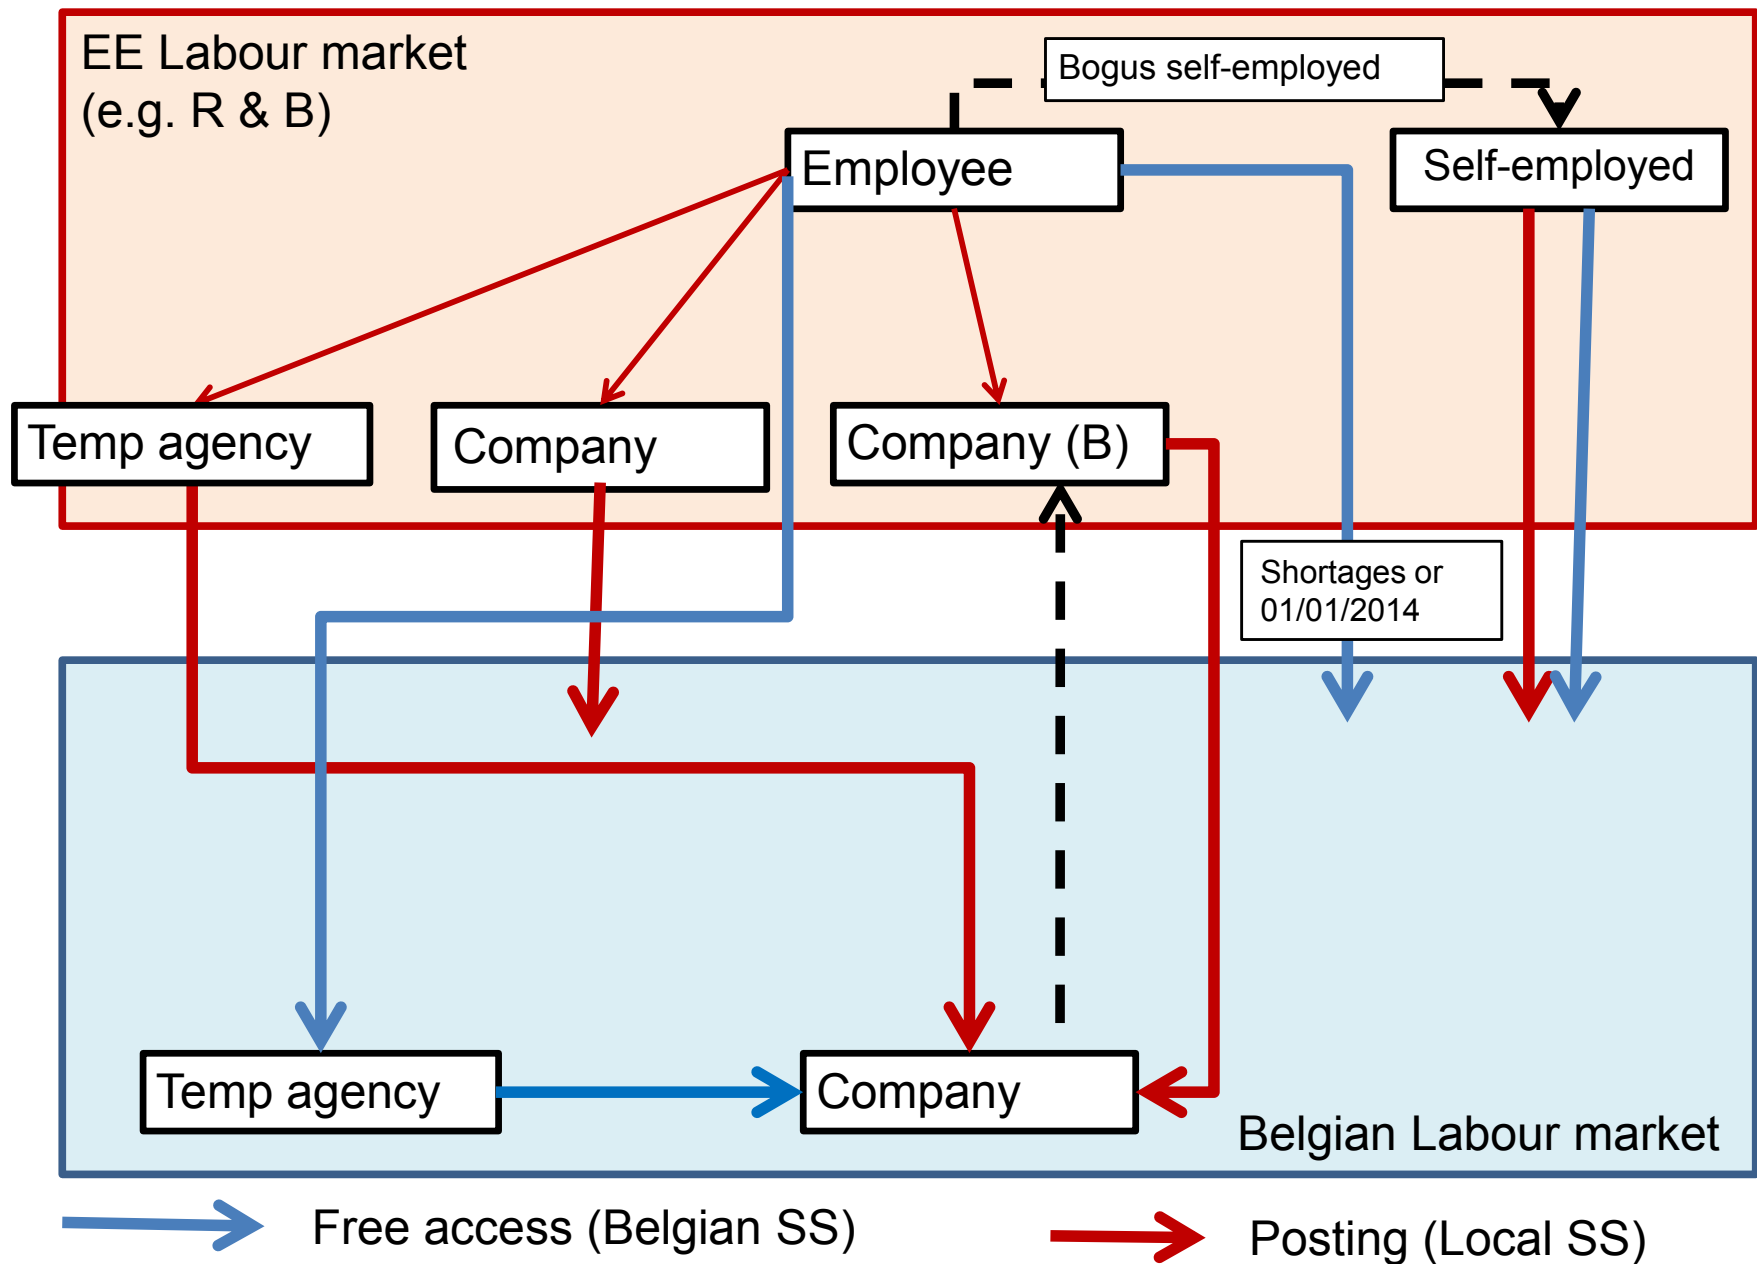 EE Labour market
(e.g. R & B)
Bogus self-employed
Employee
Self-employed
Temp agency
Company
Company (B)
Shortages or
01/01/2014
Temp agency
Company
Belgian Labour market
Free access (Belgian SS)
Posting (Local SS)